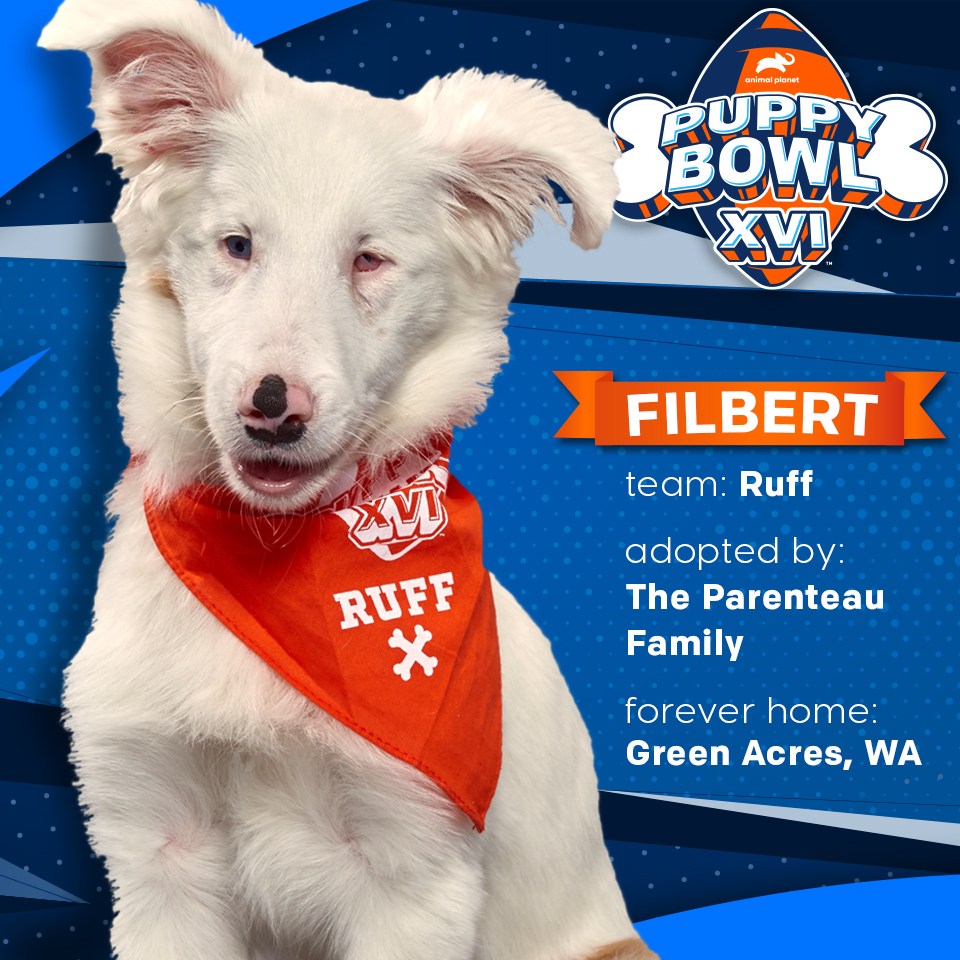 animal planet
PUPPY
BOWL
XVI
™
FILBERT
team: Ruff
adopted by:
The Parenteau
Family
forever home:
Green Acres, WA
XVI
RUFF